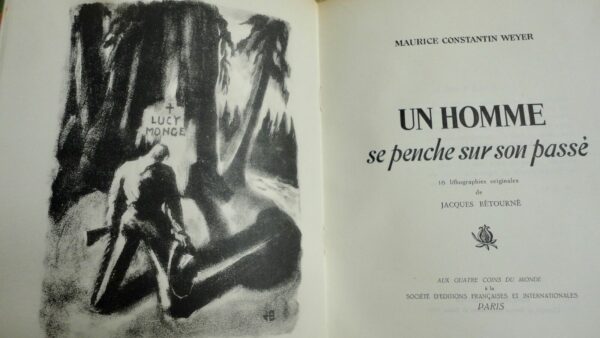 ✝
LUCY
MONGE
MAURICE CONSTANTIN WEYER
UN HOMME
se penche sur son passé
16 lithographies originales
de
JACQUES RÉTOURNÉ
AUX QUATRE COINS DU MONDE
à la
SOCIÉTÉ D'ÉDITIONS FRANÇAISES ET INTERNATIONALES
PARIS